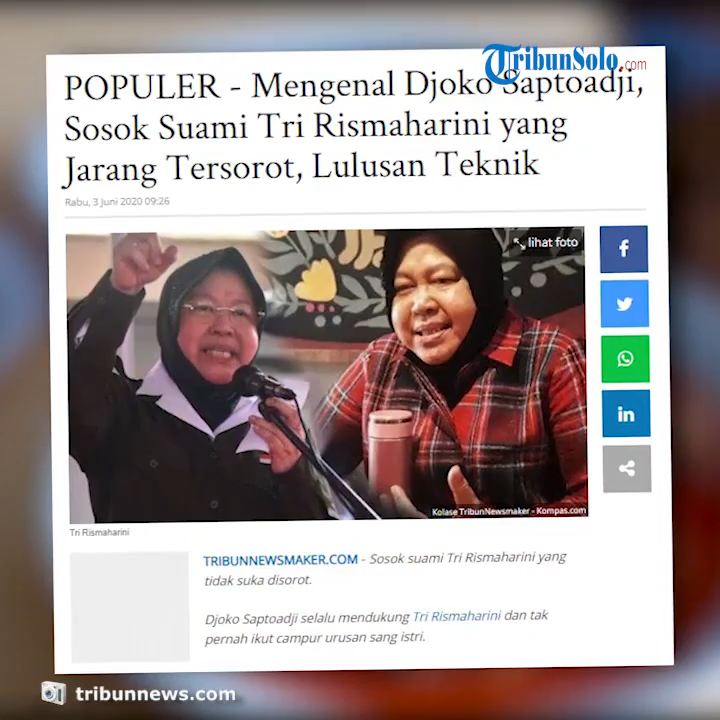 TribunSolo.com
POPULER - Mengenal Djoko Saptoadji,
Sosok Suami Tri Rismaharini yang
Jarang Tersorot, Lulusan Teknik
Rabu, 3 Juni 2020 09:26
lihat foto
Kolase TribunNewsmaker - Kompas.com
Tri Rismaharini
TRIBUNNEWSMAKER.COM - Sosok suami Tri Rismaharini yang
tidak suka disorot.
Djoko Saptoadji selalu mendukung Tri Rismaharini dan tak
pernah ikut campur urusan sang istri.
tribunnews.com